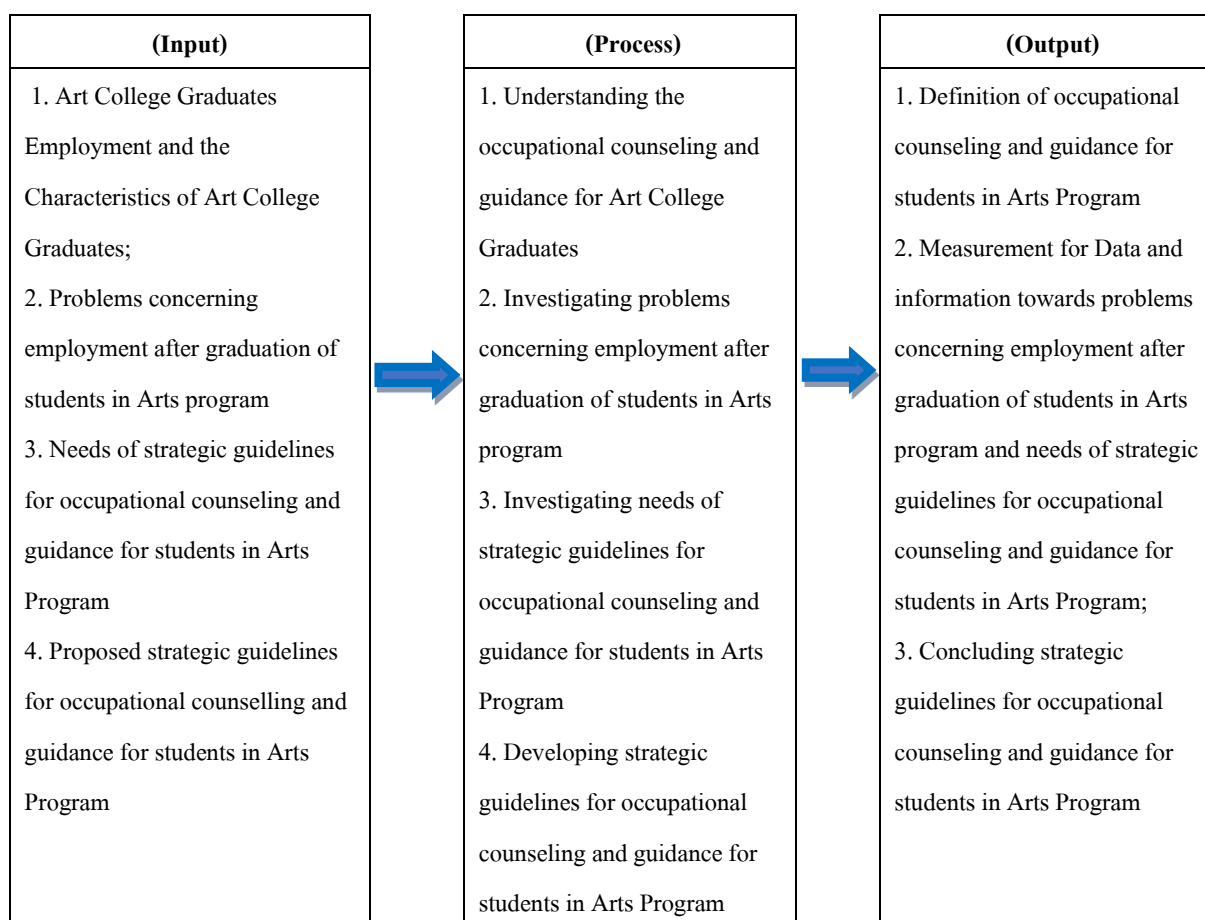 (Input)
1. Art College Graduates
Employment and the
Characteristics of Art College
Graduates;
2. Problems concerning
employment after graduation of
students in Arts program
3. Needs of strategic guidelines
for occupational counseling and
guidance for students in Arts
Program
4. Proposed strategic guidelines
for occupational counselling and
guidance for students in Arts
Program
(Process)
1. Understanding the
occupational counseling and
guidance for Art College
Graduates
2. Investigating problems
concerning employment after
graduation of students in Arts
program
3. Investigating needs of
strategic guidelines for
occupational counseling and
guidance for students in Arts
Program
4. Developing strategic
guidelines for occupational
counseling and guidance for
students in Arts Program
(Output)
1. Definition of occupational
counseling and guidance for
students in Arts Program
2. Measurement for Data and
information towards problems
concerning employment after
graduation of students in Arts
program and needs of strategic
guidelines for occupational
counseling and guidance for
students in Arts Program;
3. Concluding strategic
guidelines for occupational
counseling and guidance for
students in Arts Program